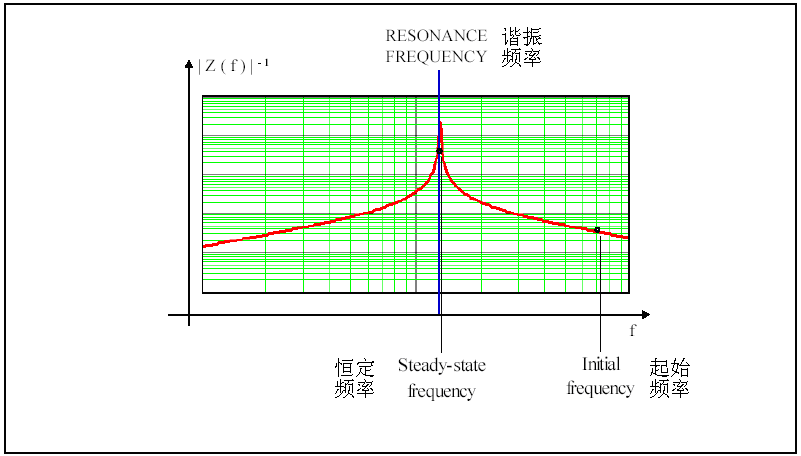 RESONANCE
FREQUENCY
谐振
频率
|Z(f)|⁻¹
f
恒定
频率
Steady-state
frequency
Initial
frequency
起始
频率